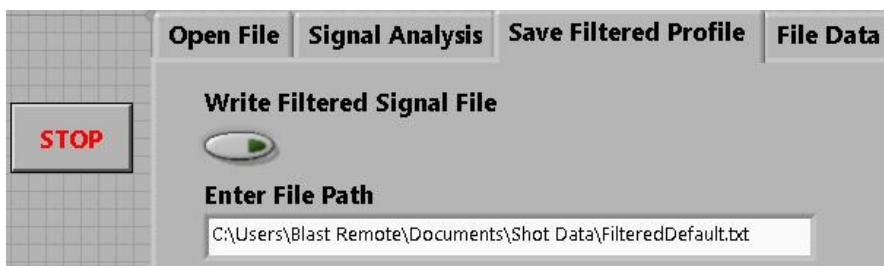 Open File Signal Analysis Save Filtered Profile File Data
Write Filtered Signal File
STOP
Enter File Path
C:\Users\Blast Remote\Documents\Shot Data\FilteredDefault.txt